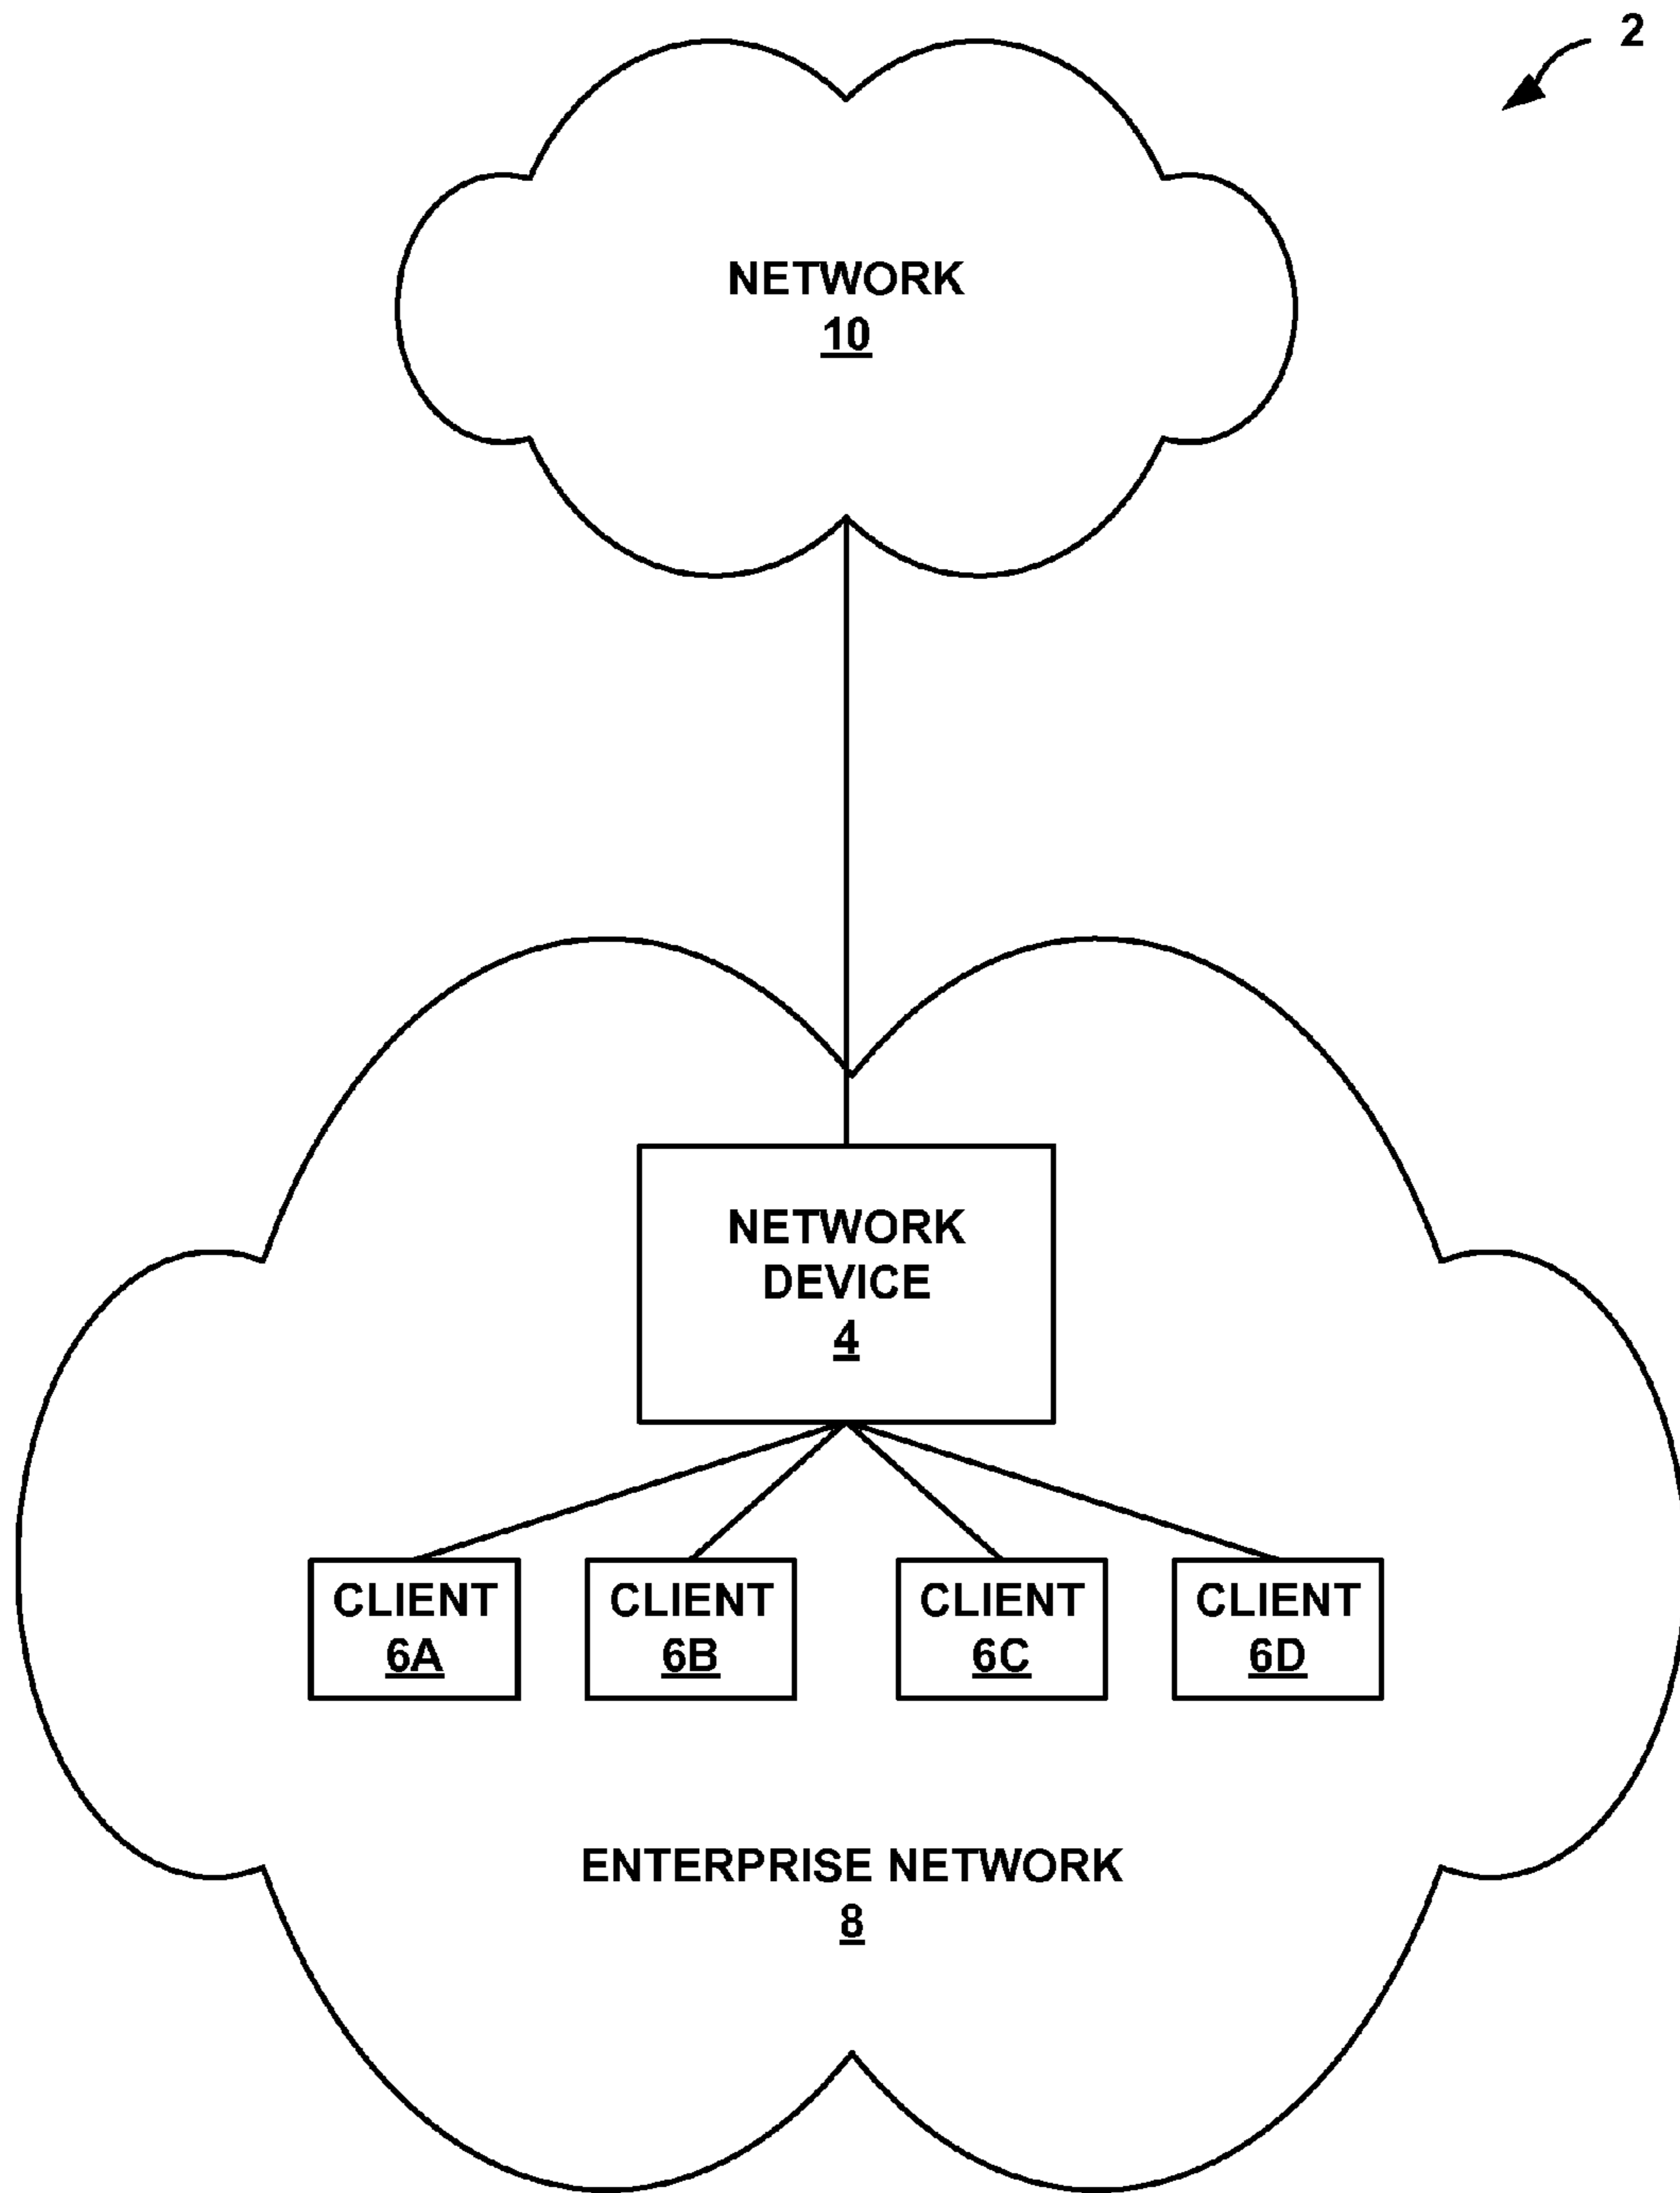 2
NETWORK
10
NETWORK
DEVICE
4
CLIENT
6A
CLIENT
6B
CLIENT
6C
CLIENT
6D
ENTERPRISE NETWORK
8